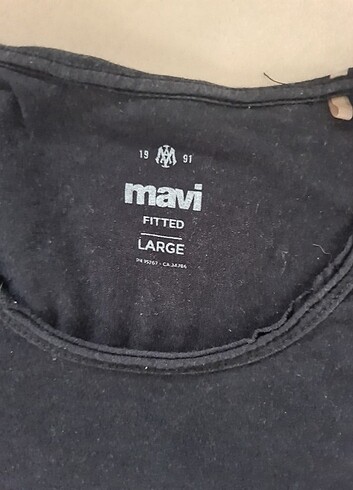 19 91
mavi
FITTED
LARGE